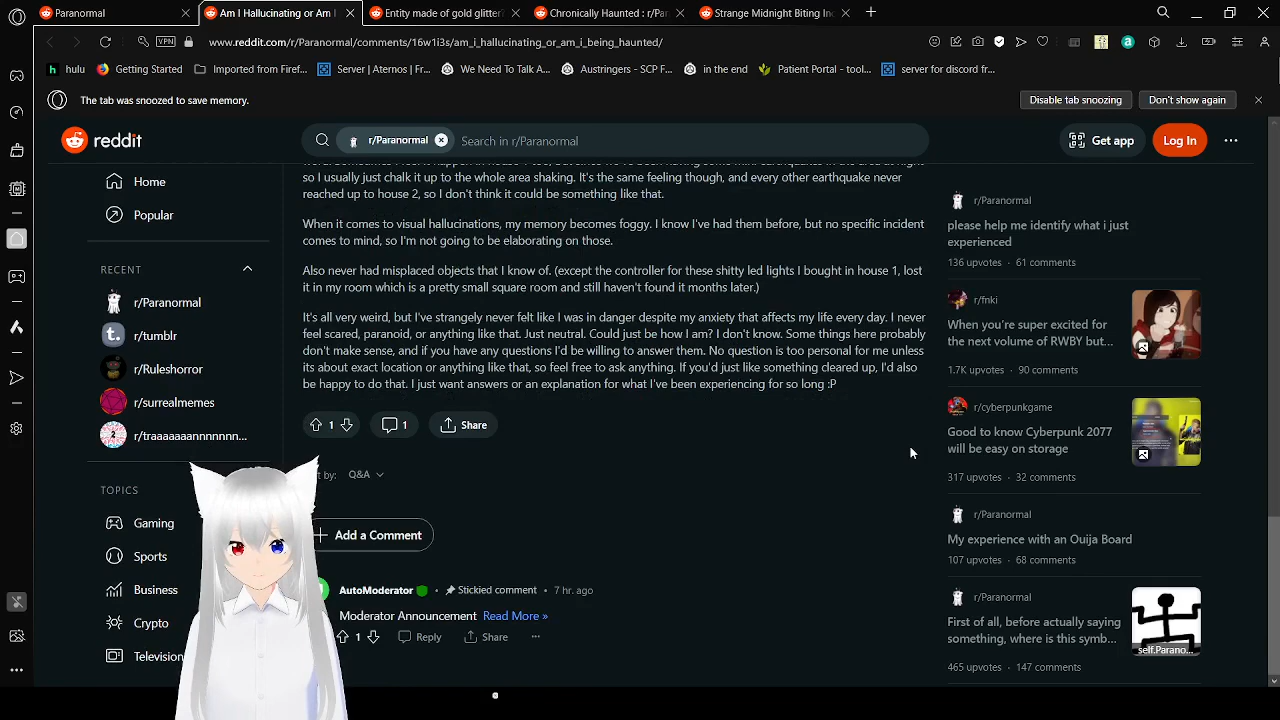 Paranormal
Am I Hallucinating or Am I
Entity made of gold glitter?
Chronically Haunted : r/Par
Strange Midnight Biting Inc
VPN
www.reddit.com/r/Paranormal/comments/16w1i3s/am_i_hallucinating_or_am_i_being_haunted/
hulu
Getting Started
Imported from Firef...
Server | Aternos | Fr...
We Need To Talk A...
Austringers - SCP F...
in the end
Patient Portal - tool...
server for discord fr...
The tab was snoozed to save memory.
Disable tab snoozing
Don't show again
reddit
r/Paranormal
Search in r/Paranormal
Get app
Log In
Home
Popular
RECENT
r/Paranormal
r/tumblr
r/Ruleshorror
r/surrealmemes
r/traaaaaaannnnnnn...
TOPICS
Gaming
Sports
Business
Crypto
Television
so I usually just chalk it up to the whole area shaking. It's the same feeling though, and every other earthquake never
reached up to house 2, so I don't think it could be something like that.
When it comes to visual hallucinations, my memory becomes foggy. I know I've had them before, but no specific incident
comes to mind, so I'm not going to be elaborating on those.
Also never had misplaced objects that I know of. (except the controller for these shitty led lights I bought in house 1, lost
it in my room which is a pretty small square room and still haven't found it months later.)
It's all very weird, but I've strangely never felt like I was in danger despite my anxiety that affects my life every day. I never
feel scared, paranoid, or anything like that. Just neutral. Could just be how I am? I don't know. Some things here probably
don't make sense, and if you have any questions I'd be willing to answer them. No question is too personal for me unless
its about exact location or anything like that, so feel free to ask anything. If you'd just like something cleared up, I'd also
be happy to do that. I just want answers or an explanation for what I've been experiencing for so long :P
1
1
Share
t by: Q&A
Add a Comment
AutoModerator • Stickied comment • 7 hr. ago
Moderator Announcement Read More »
1
Reply
Share
r/Paranormal
please help me identify what i just
experienced
136 upvotes • 61 comments
r/fnki
When you're super excited for
the next volume of RWBY but...
1.7K upvotes • 90 comments
r/cyberpunkgame
Good to know Cyberpunk 2077
will be easy on storage
317 upvotes • 32 comments
r/Paranormal
My experience with an Ouija Board
107 upvotes • 68 comments
r/Paranormal
First of all, before actually saying
something, where is this symb...
self.Parano...
465 upvotes • 147 comments